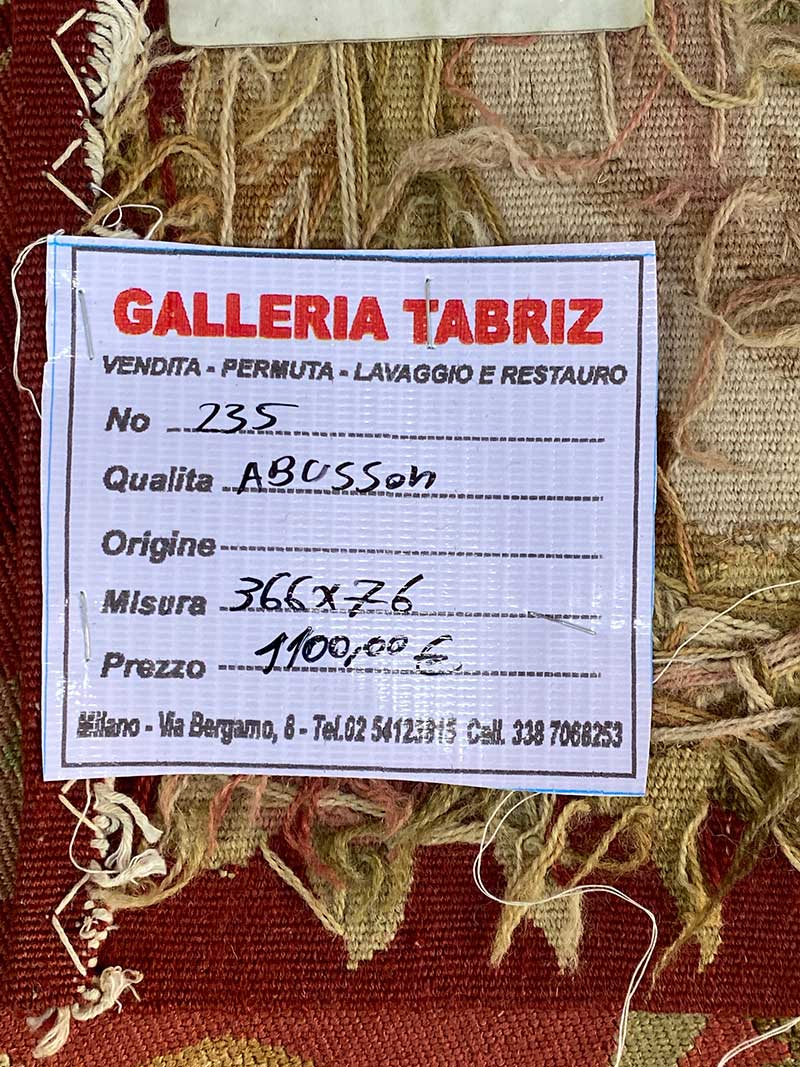 GALLERIA TABRIZ
VENDITA - PERMUTA - LAVAGGIO E RESTAURO
No 235
Qualita ABUSSON
Origine
Misura 366x76
Prezzo 1100,00 €
Milano - Via Bergamo, 8 - Tel.02 54123915 Cell. 338 7068253